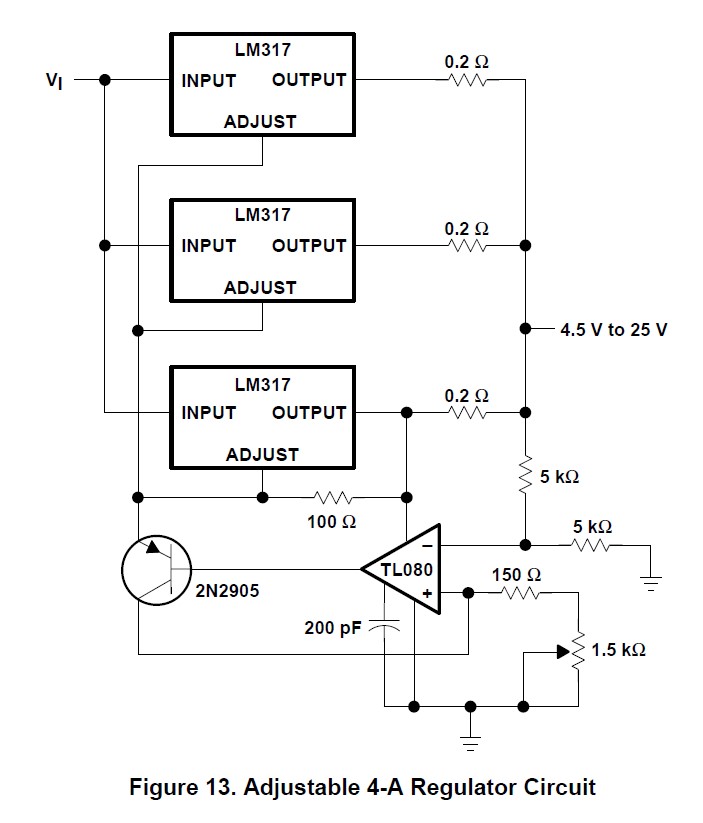 LM317
0.2 Ω
VI
INPUT OUTPUT
ADJUST
LM317
0.2 Ω
INPUT OUTPUT
ADJUST
4.5 V to 25 V
LM317
0.2 Ω
INPUT OUTPUT
ADJUST
5 kΩ
100 Ω
5 kΩ
−
TL080
150 Ω
2N2905
+
200 pF
1.5 kΩ
Figure 13. Adjustable 4-A Regulator Circuit